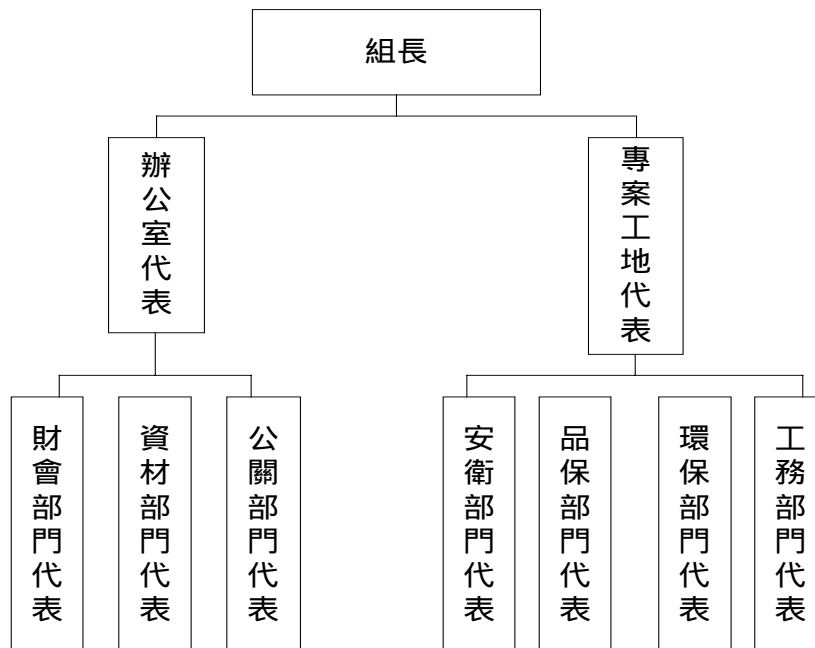 組長
辦公室代表
專案工地代表
財會部門代表
資材部門代表
公關部門代表
安衛部門代表
品保部門代表
環保部門代表
工務部門代表